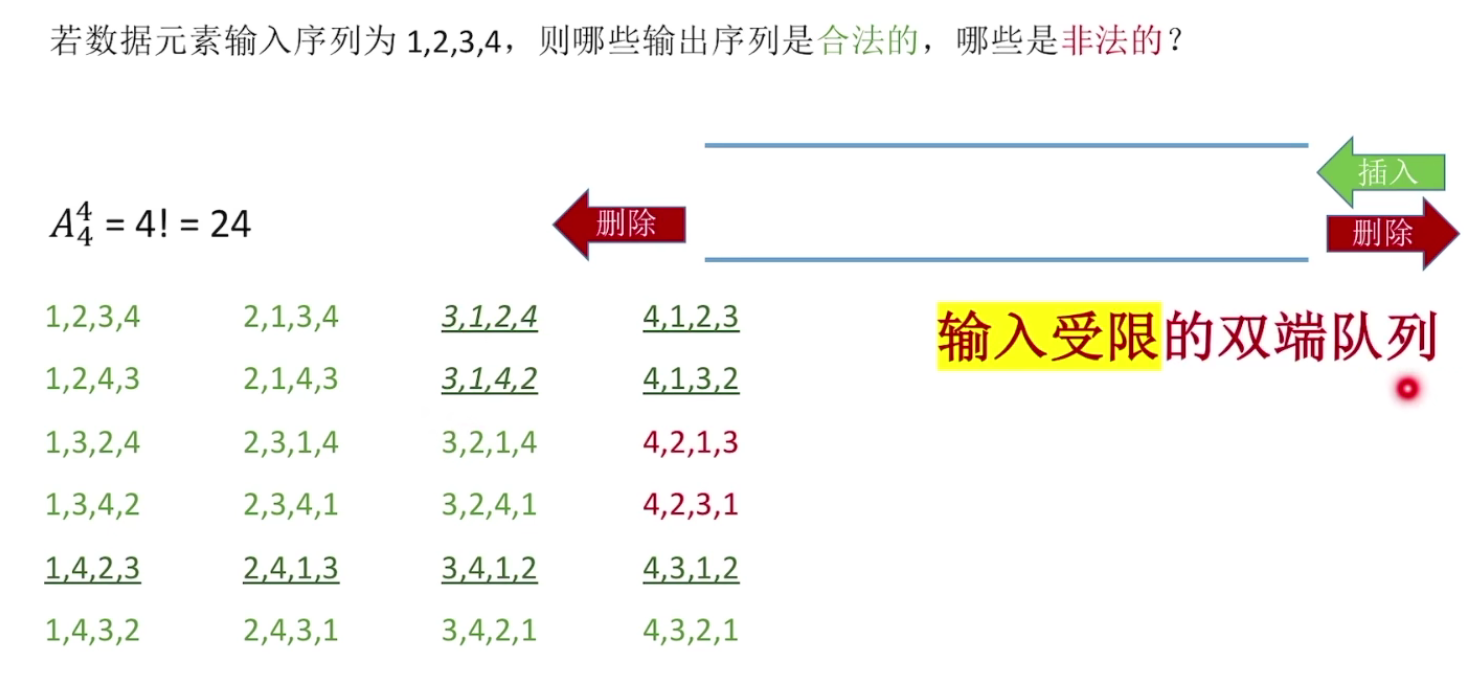 若数据元素输入序列为 1,2,3,4，则哪些输出序列是合法的，哪些是非法的？
插入
删除
删除
A₄⁴ = 4! = 24
1,2,3,4 2,1,3,4 3,1,2,4 4,1,2,3
输入受限的双端队列
1,2,4,3 2,1,4,3 3,1,4,2 4,1,3,2
1,3,2,4 2,3,1,4 3,2,1,4 4,2,1,3
1,3,4,2 2,3,4,1 3,2,4,1 4,2,3,1
1,4,2,3 2,4,1,3 3,4,1,2 4,3,1,2
1,4,3,2 2,4,3,1 3,4,2,1 4,3,2,1